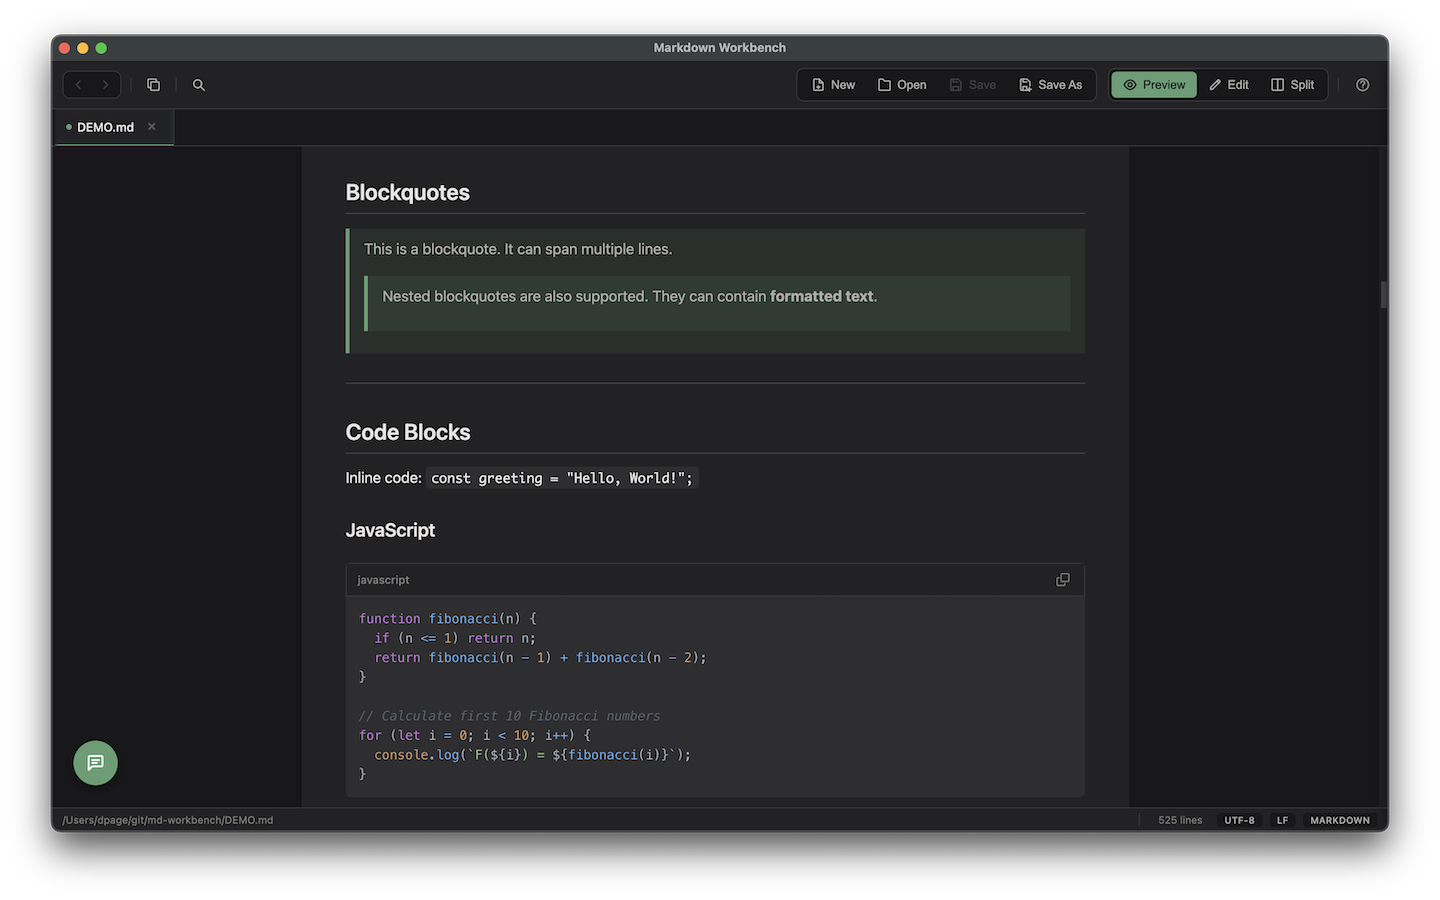 Markdown Workbench
New Open Save Save As Preview Edit Split
DEMO.md
Blockquotes
This is a blockquote. It can span multiple lines.
Nested blockquotes are also supported. They can contain formatted text.
Code Blocks
Inline code: const greeting = "Hello, World!";
JavaScript
javascript
function fibonacci(n) {
  if (n <= 1) return n;
  return fibonacci(n - 1) + fibonacci(n - 2);
}
// Calculate first 10 Fibonacci numbers
for (let i = 0; i < 10; i++) {
  console.log(`F(${i}) = ${fibonacci(i)}`);
}
/Users/dpage/git/md-workbench/DEMO.md 525 lines UTF-8 LF MARKDOWN